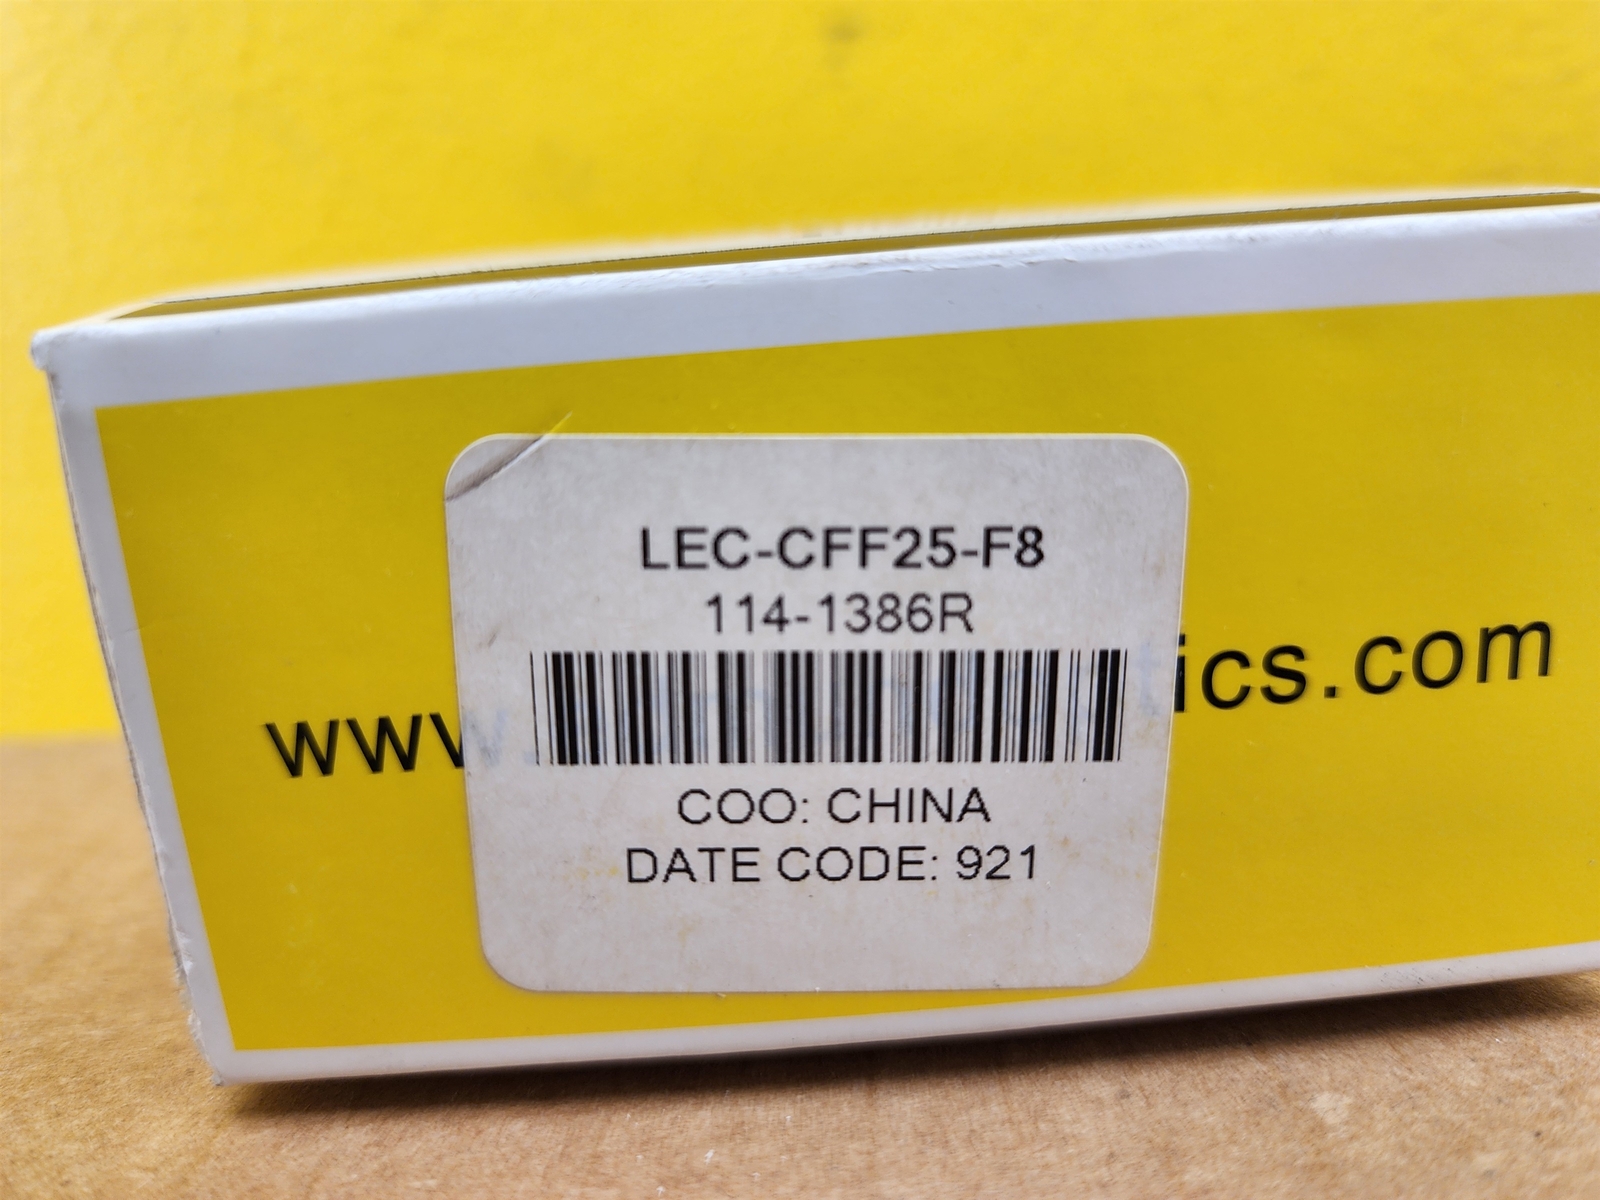 LEC-CFF25-F8
114-1386R
www. tics.com
COO: CHINA
DATE CODE: 921